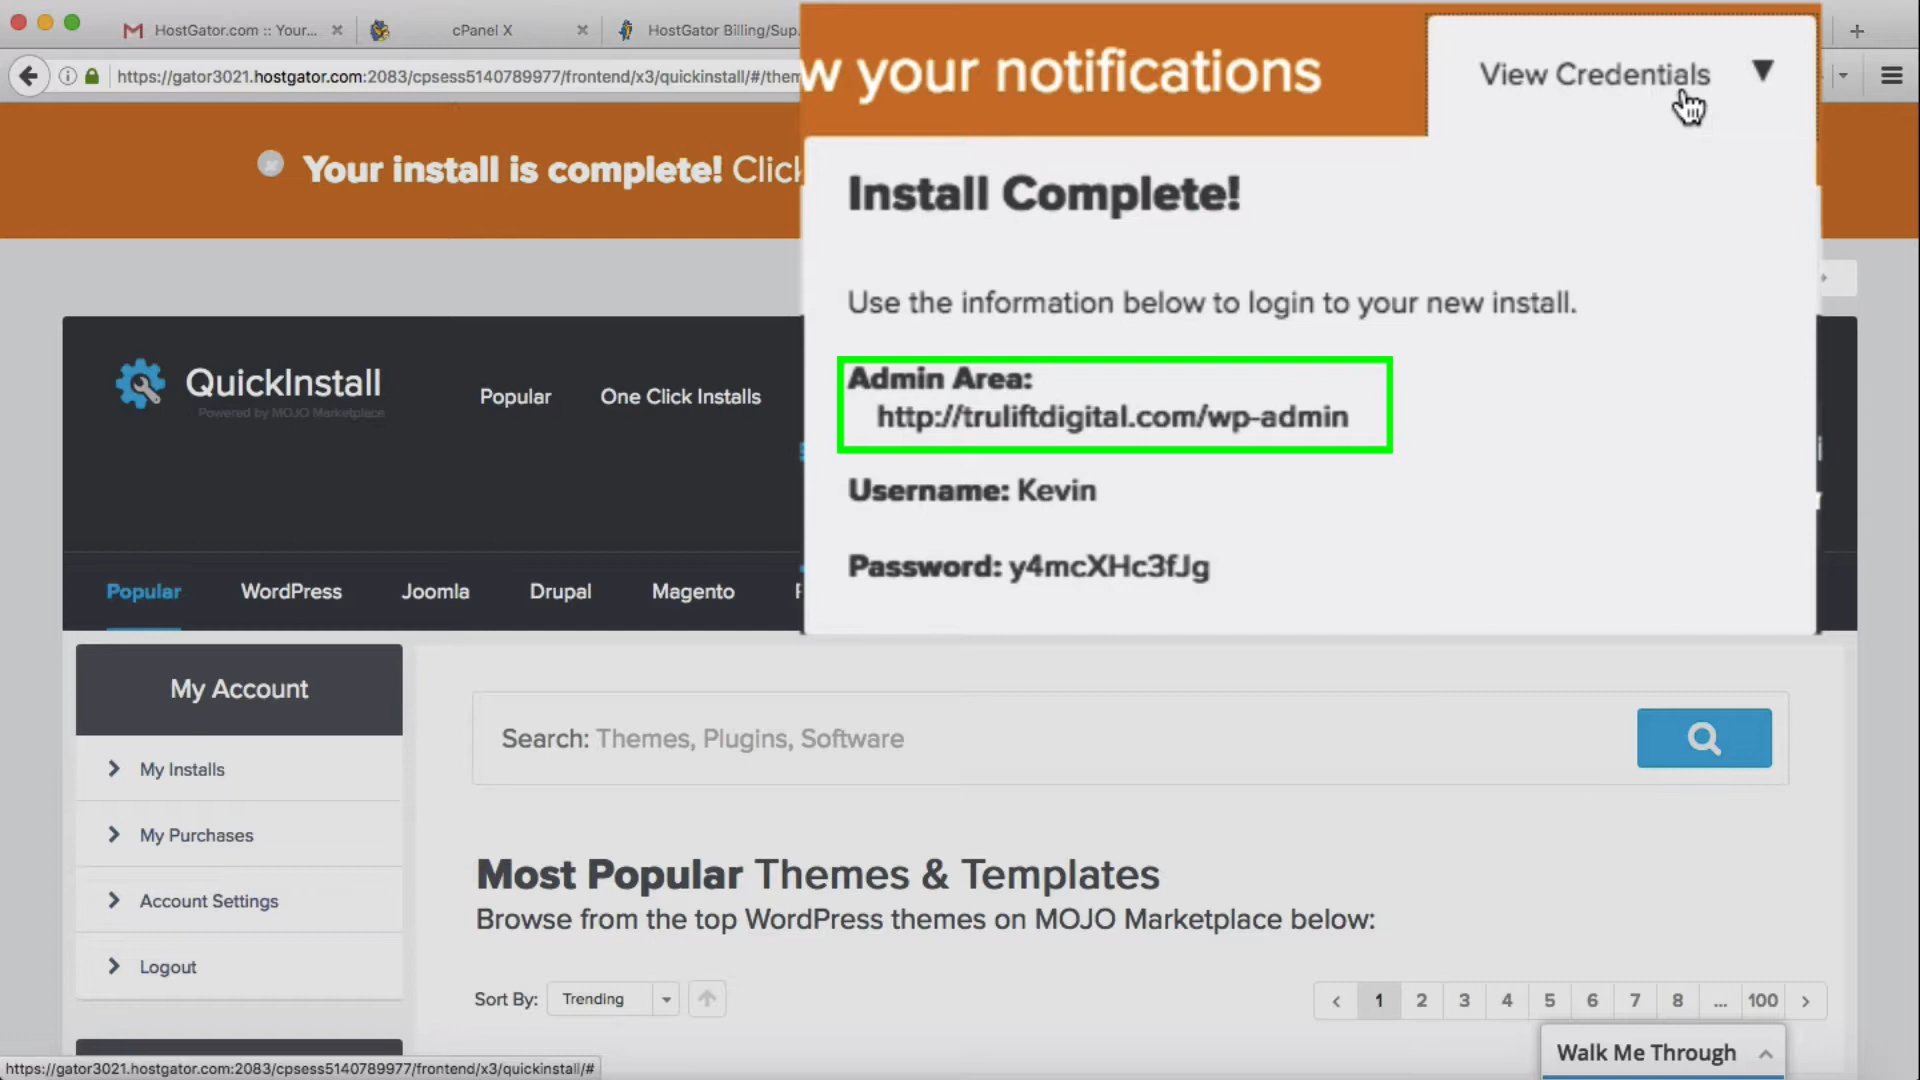 HostGator.com :: Your...
cPanel X
HostGator Billing/Sup
https://gator3021.hostgator.com:2083/cpsess5140789977/frontend/x3/quickinstall/#/them
w your notifications
View Credentials
Your install is complete! Click
Install Complete!
Use the information below to login to your new install.
Admin Area:
http://truliftdigital.com/wp-admin
Username: Kevin
Password: y4mcXHc3fJg
QuickInstall
Powered by MOJO Marketplace
Popular
One Click Installs
Popular
WordPress
Joomla
Drupal
Magento
My Account
My Installs
My Purchases
Account Settings
Logout
Search: Themes, Plugins, Software
Most Popular Themes & Templates
Browse from the top WordPress themes on MOJO Marketplace below:
Sort By: Trending
1 2 3 4 5 6 7 8 ... 100
Walk Me Through
https://gator3021.hostgator.com:2083/cpsess5140789977/frontend/x3/quickinstall/#